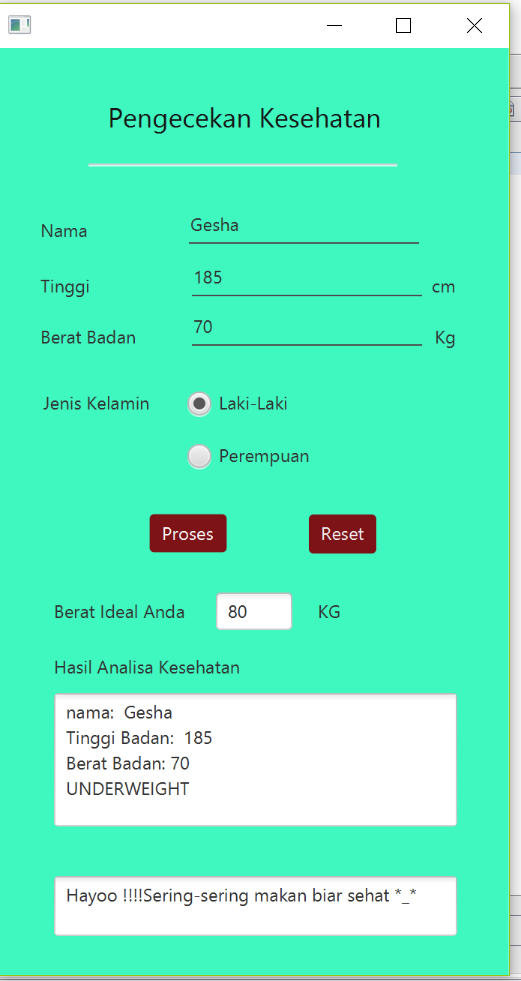 Pengecekan Kesehatan
Nama Gesha
Tinggi 185 cm
Berat Badan 70 Kg
Jenis Kelamin Laki-Laki
Perempuan
Proses Reset
Berat Ideal Anda 80 KG
Hasil Analisa Kesehatan
nama:  Gesha
Tinggi Badan:  185
Berat Badan: 70
UNDERWEIGHT
Hayoo !!!!Sering-sering makan biar sehat *_*